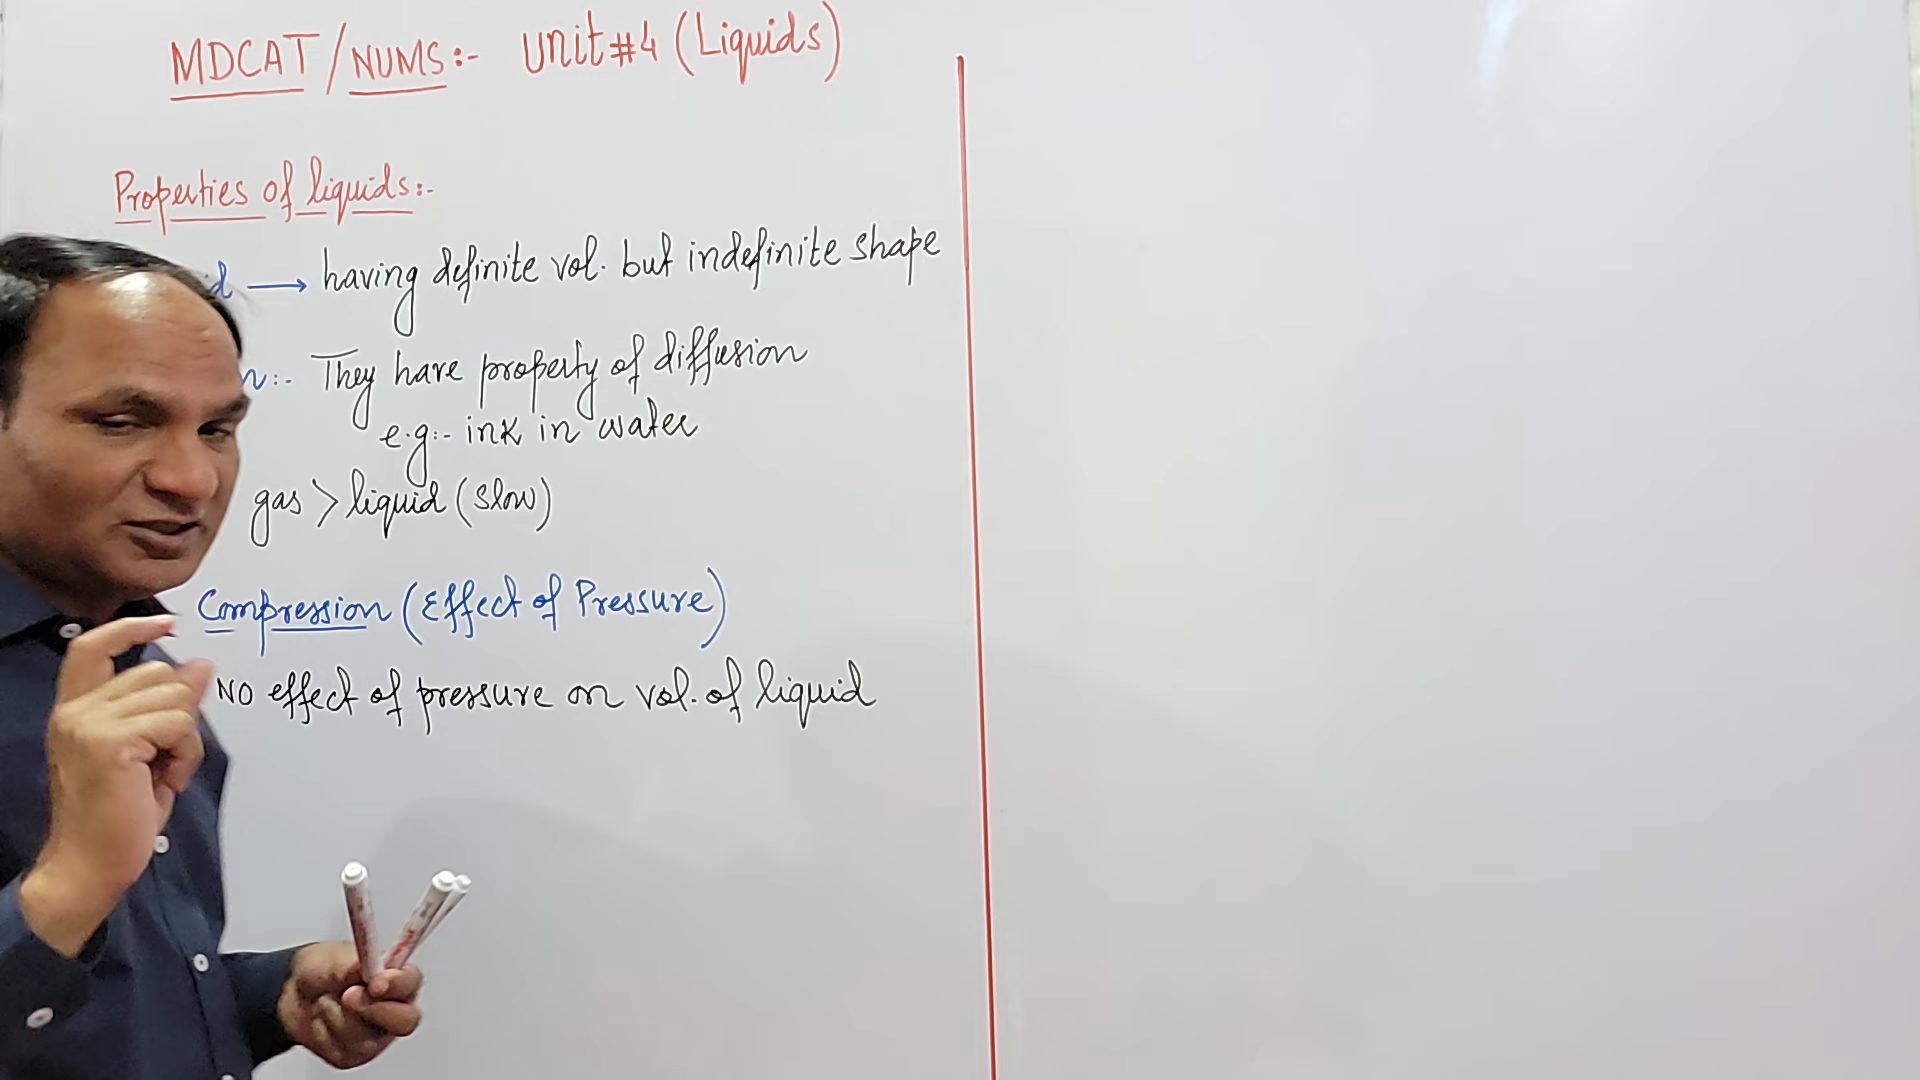 MDCAT/NUMS:- Unit#4 (Liquids)
Properties of liquids:-
→ having definite vol. but indefinite shape
:- They have property of diffusion
e.g:- ink in water
gas > liquid (slow)
Compression (Effect of Pressure)
NO effect of pressure on vol. of liquid